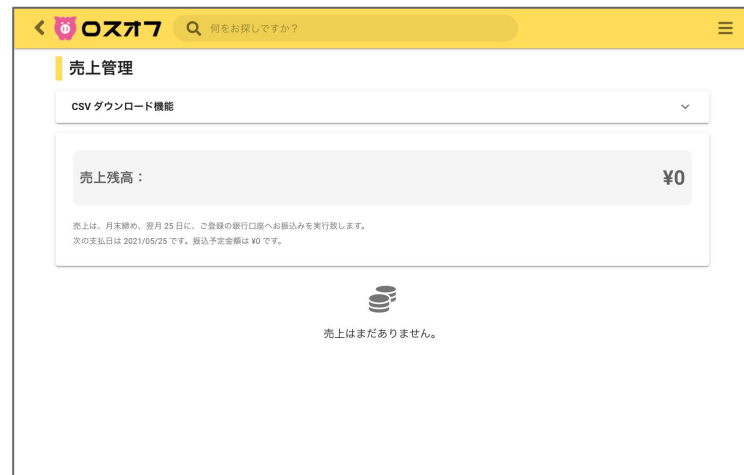 ロスオフ
何をお探しですか?
売上管理
CSV ダウンロード機能
売上残高：
¥0
売上は、月末締め、翌月 25 日に、ご登録の銀行口座へお振込みを実行致します。
次の支払日は 2021/05/25 です。振込予定金額は ¥0 です。
売上はまだありません。